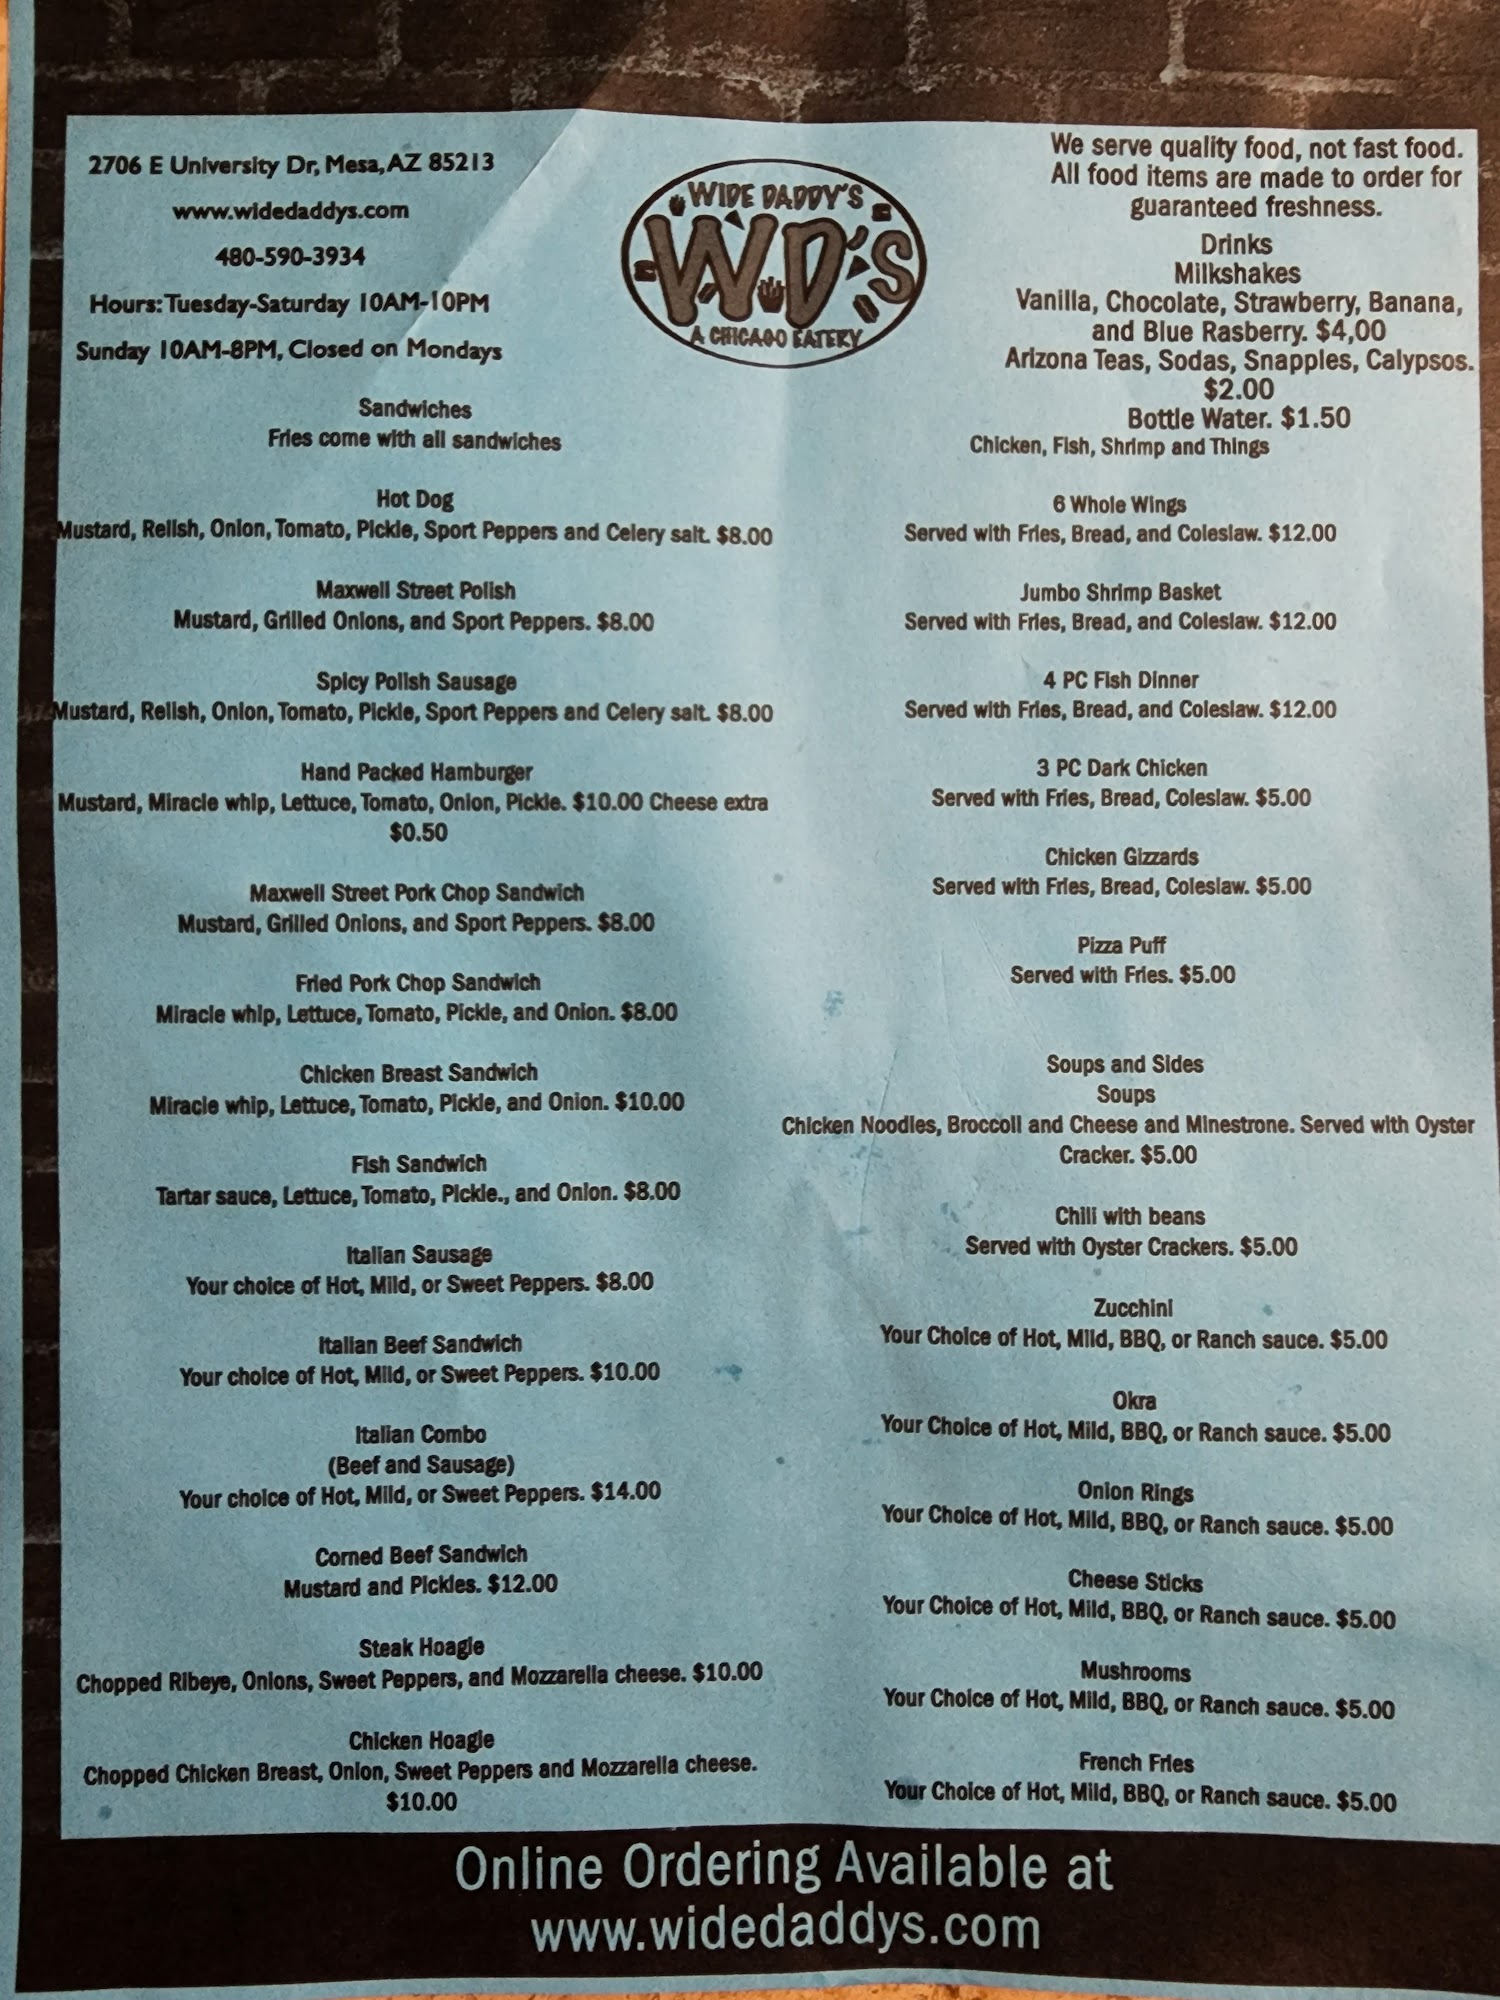 2706 E University Dr, Mesa, AZ 85213
www.widedaddys.com
480-590-3934
Hours: Tuesday-Saturday 10AM-10PM
Sunday 10AM-8PM, Closed on Mondays
WIDE DADDY'S
WD'S
A CHICAGO EATERY
We serve quality food, not fast food.
All food items are made to order for
guaranteed freshness.
Drinks
Milkshakes
Vanilla, Chocolate, Strawberry, Banana,
and Blue Rasberry. $4,00
Arizona Teas, Sodas, Snapples, Calypsos.
$2.00
Bottle Water. $1.50
Sandwiches
Fries come with all sandwiches
Hot Dog
Mustard, Relish, Onion, Tomato, Pickle, Sport Peppers and Celery salt. $8.00
Maxwell Street Polish
Mustard, Grilled Onions, and Sport Peppers. $8.00
Spicy Polish Sausage
Mustard, Relish, Onion, Tomato, Pickle, Sport Peppers and Celery salt. $8.00
Hand Packed Hamburger
Mustard, Miracle whip, Lettuce, Tomato, Onion, Pickle. $10.00 Cheese extra
$0.50
Maxwell Street Pork Chop Sandwich
Mustard, Grilled Onions, and Sport Peppers. $8.00
Fried Pork Chop Sandwich
Miracle whip, Lettuce, Tomato, Pickle, and Onion. $8.00
Chicken Breast Sandwich
Miracle whip, Lettuce, Tomato, Pickle, and Onion. $10.00
Fish Sandwich
Tartar sauce, Lettuce, Tomato, Pickle., and Onion. $8.00
Italian Sausage
Your choice of Hot, Mild, or Sweet Peppers. $8.00
Italian Beef Sandwich
Your choice of Hot, Mild, or Sweet Peppers. $10.00
Italian Combo
(Beef and Sausage)
Your choice of Hot, Mild, or Sweet Peppers. $14.00
Corned Beef Sandwich
Mustard and Pickles. $12.00
Steak Hoagie
Chopped Ribeye, Onions, Sweet Peppers, and Mozzarella cheese. $10.00
Chicken Hoagie
Chopped Chicken Breast, Onion, Sweet Peppers and Mozzarella cheese.
$10.00
Chicken, Fish, Shrimp and Things
6 Whole Wings
Served with Fries, Bread, and Coleslaw. $12.00
Jumbo Shrimp Basket
Served with Fries, Bread, and Coleslaw. $12.00
4 PC Fish Dinner
Served with Fries, Bread, and Coleslaw. $12.00
3 PC Dark Chicken
Served with Fries, Bread, Coleslaw. $5.00
Chicken Gizzards
Served with Fries, Bread, Coleslaw. $5.00
Pizza Puff
Served with Fries. $5.00
Soups and Sides
Soups
Chicken Noodles, Broccoli and Cheese and Minestrone. Served with Oyster
Cracker. $5.00
Chili with beans
Served with Oyster Crackers. $5.00
Zucchini
Your Choice of Hot, Mild, BBQ, or Ranch sauce. $5.00
Okra
Your Choice of Hot, Mild, BBQ, or Ranch sauce. $5.00
Onion Rings
Your Choice of Hot, Mild, BBQ, or Ranch sauce. $5.00
Cheese Sticks
Your Choice of Hot, Mild, BBQ, or Ranch sauce. $5.00
Mushrooms
Your Choice of Hot, Mild, BBQ, or Ranch sauce. $5.00
French Fries
Your Choice of Hot, Mild, BBQ, or Ranch sauce. $5.00
Online Ordering Available at
www.widedaddys.com